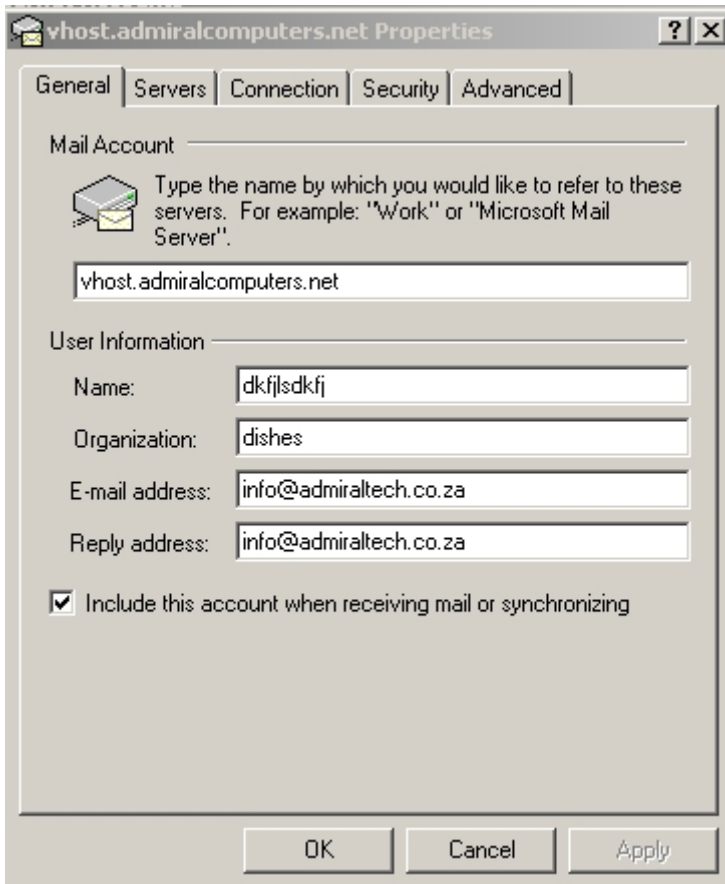 vhost.admiralcomputers.net Properties
General Servers Connection Security Advanced
Mail Account
Type the name by which you would like to refer to these
servers. For example: "Work" or "Microsoft Mail
Server".
vhost.admiralcomputers.net
User Information
Name: dkfjlsdkfj
Organization: dishes
E-mail address: info@admiraltech.co.za
Reply address: info@admiraltech.co.za
Include this account when receiving mail or synchronizing
OK Cancel Apply